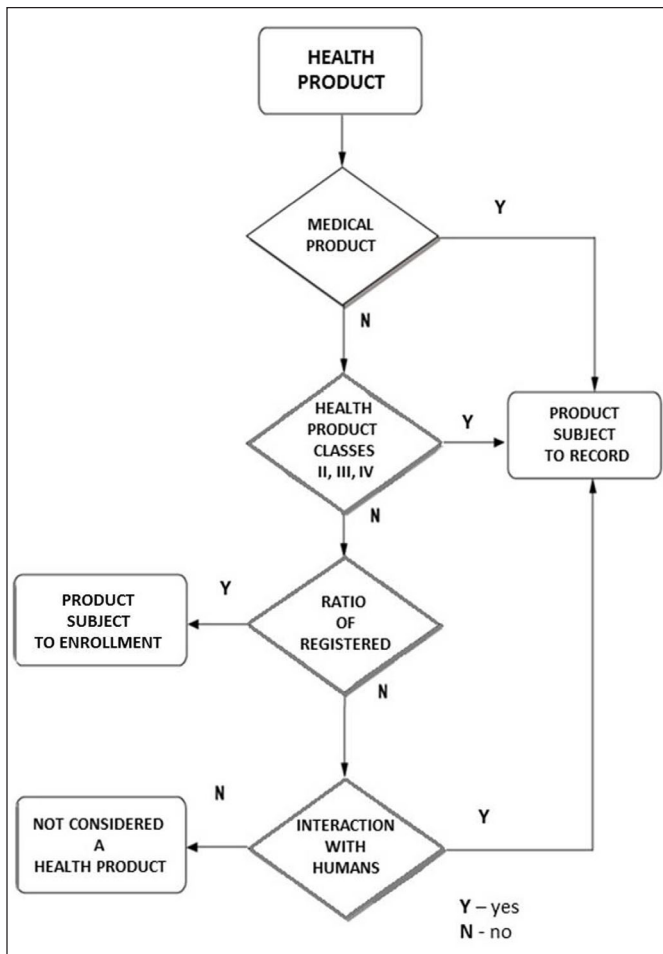 HEALTH
PRODUCT
Y
MEDICAL
PRODUCT
N
HEALTH
PRODUCT
CLASSES
II, III, IV
Y
PRODUCT
SUBJECT
TO RECORD
N
Y
PRODUCT
SUBJECT
TO ENROLLMENT
RATIO
OF
REGISTERED
N
N
NOT CONSIDERED
A
HEALTH PRODUCT
INTERACTION
WITH
HUMANS
Y
Y – yes
N - no